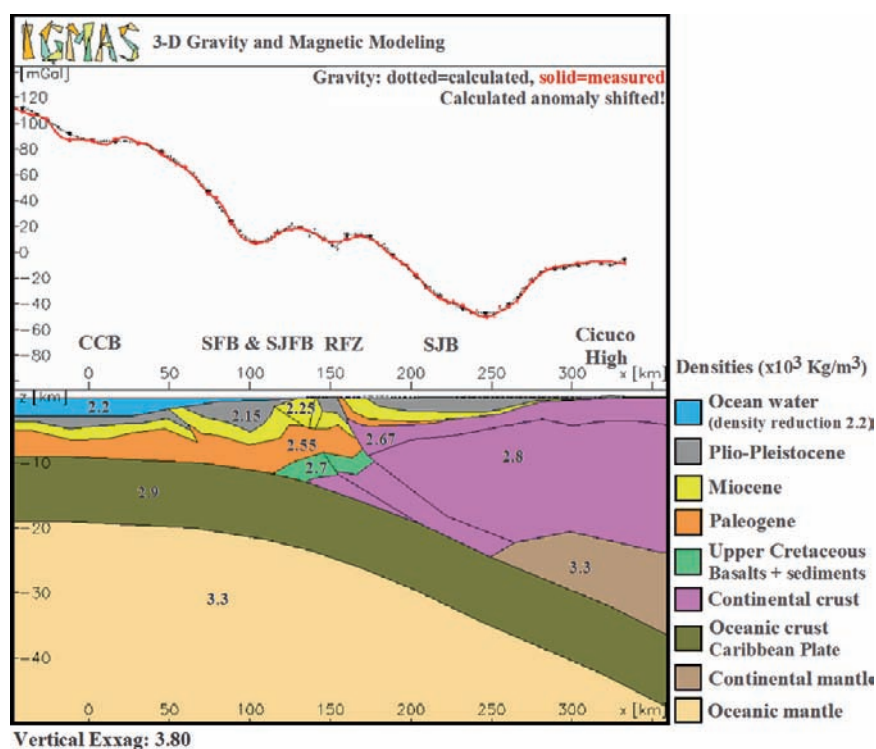 IGMAS 3-D Gravity and Magnetic Modeling
[mGal]
Gravity: dotted=calculated, solid=measured
Calculated anomaly shifted!
120
100
80
60
40
20
0
-20
-40
-60
-80
CCB SFB & SJFB RFZ SJB Cicuco
High
0 50 100 150 200 250 300 x [km]
z [km]
2.2 2.15 2.25
2.55 2.67 2.8
-10 2.7
2.9
-20
3.3
-30 3.3
-40
0 50 100 150 200 250 300 x [km]
Vertical Exxag: 3.80
Densities (x10³ Kg/m³)
Ocean water
(density reduction 2.2)
Plio-Pleistocene
Miocene
Paleogene
Upper Cretaceous
Basalts + sediments
Continental crust
Oceanic crust
Caribbean Plate
Continental mantle
Oceanic mantle